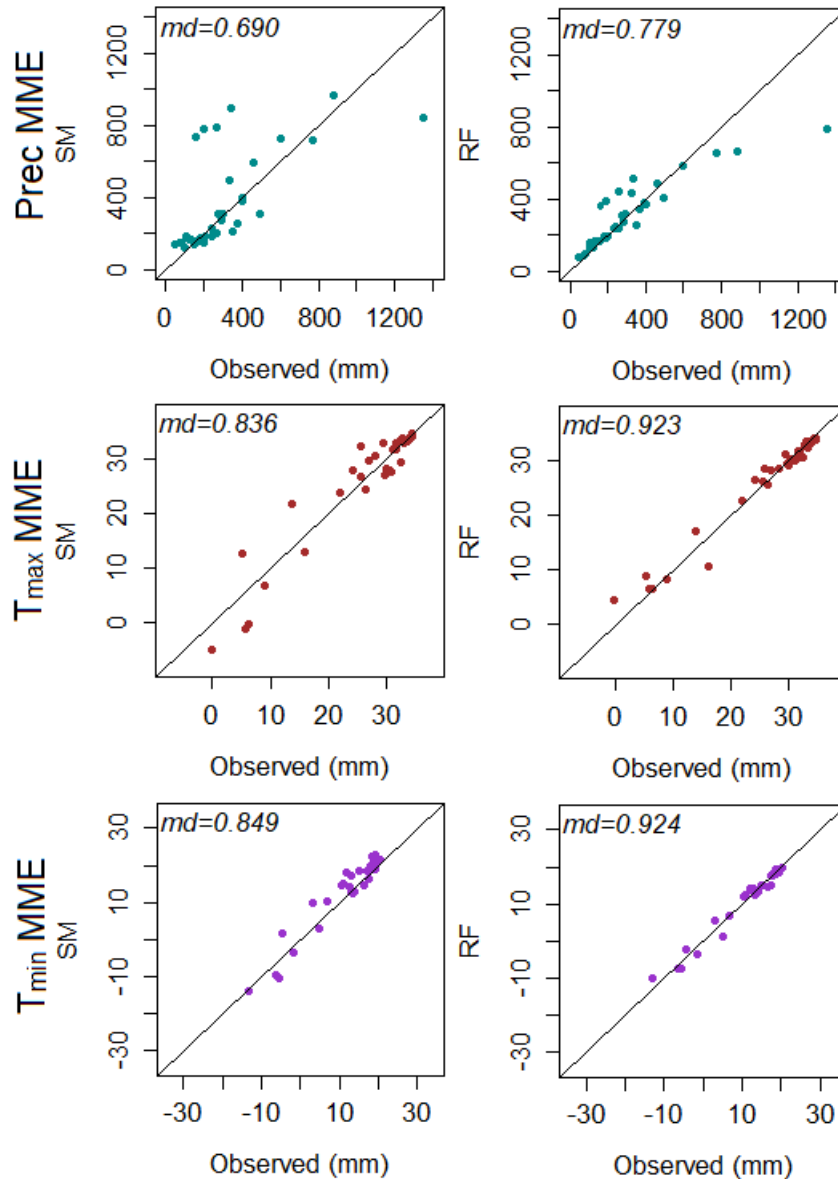 Prec MME
SM
md=0.690
0 400 800 1200
0 400 800 1200
Observed (mm)
RF
md=0.779
0 400 800 1200
0 400 800 1200
Observed (mm)
Tmax MME
SM
md=0.836
0 10 20 30
0 10 20 30
Observed (mm)
RF
md=0.923
0 10 20 30
0 10 20 30
Observed (mm)
Tmin MME
SM
md=0.849
-30 -10 10 30
-30 -10 10 30
Observed (mm)
RF
md=0.924
-30 -10 10 30
-30 -10 10 30
Observed (mm)